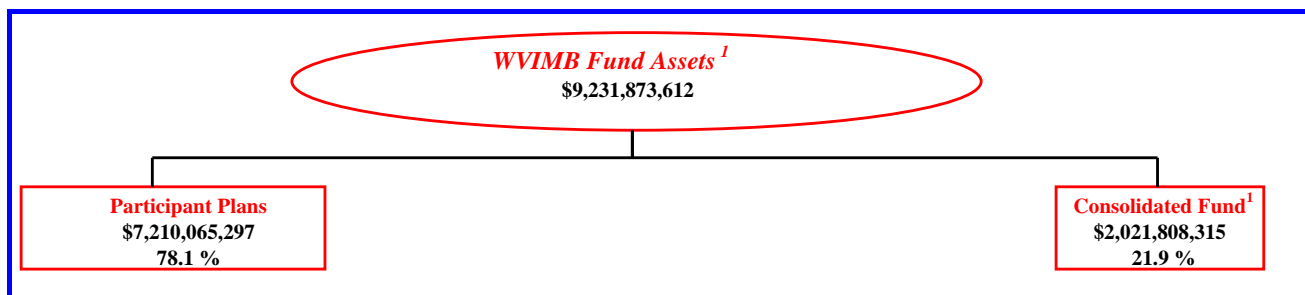 WVIMB Fund Assets 1
$9,231,873,612
Participant Plans
$7,210,065,297
78.1 %
Consolidated Fund1
$2,021,808,315
21.9 %